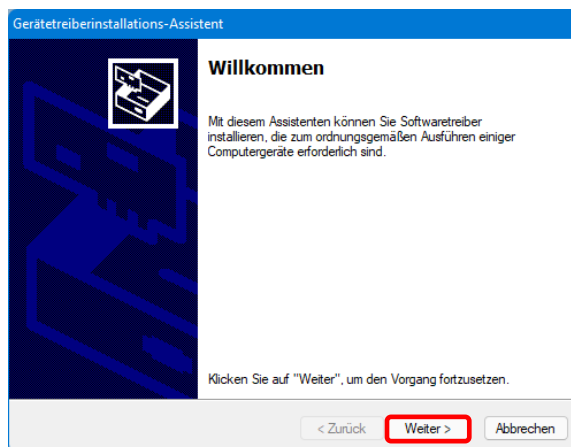 Gerätetreiberinstallations-Assistent
Willkommen
Mit diesem Assistenten können Sie Softwaretreiber
installieren, die zum ordnungsgemäßen Ausführen einiger
Computergeräte erforderlich sind.
Klicken Sie auf "Weiter", um den Vorgang fortzusetzen.
< Zurück Weiter > Abbrechen